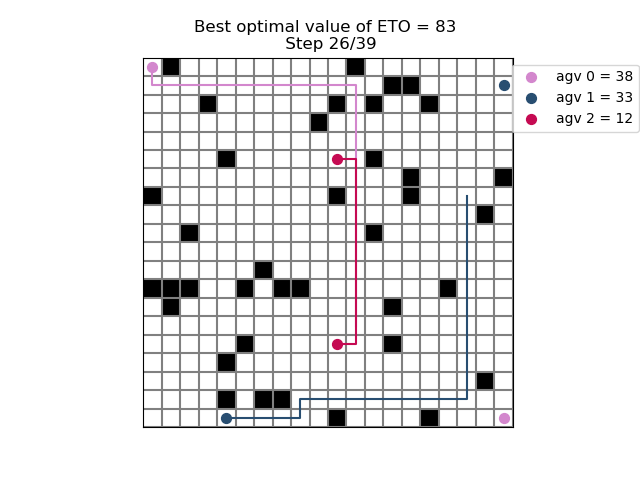 Best optimal value of ETO = 83
Step 26/39
agv 0 = 38
agv 1 = 33
agv 2 = 12